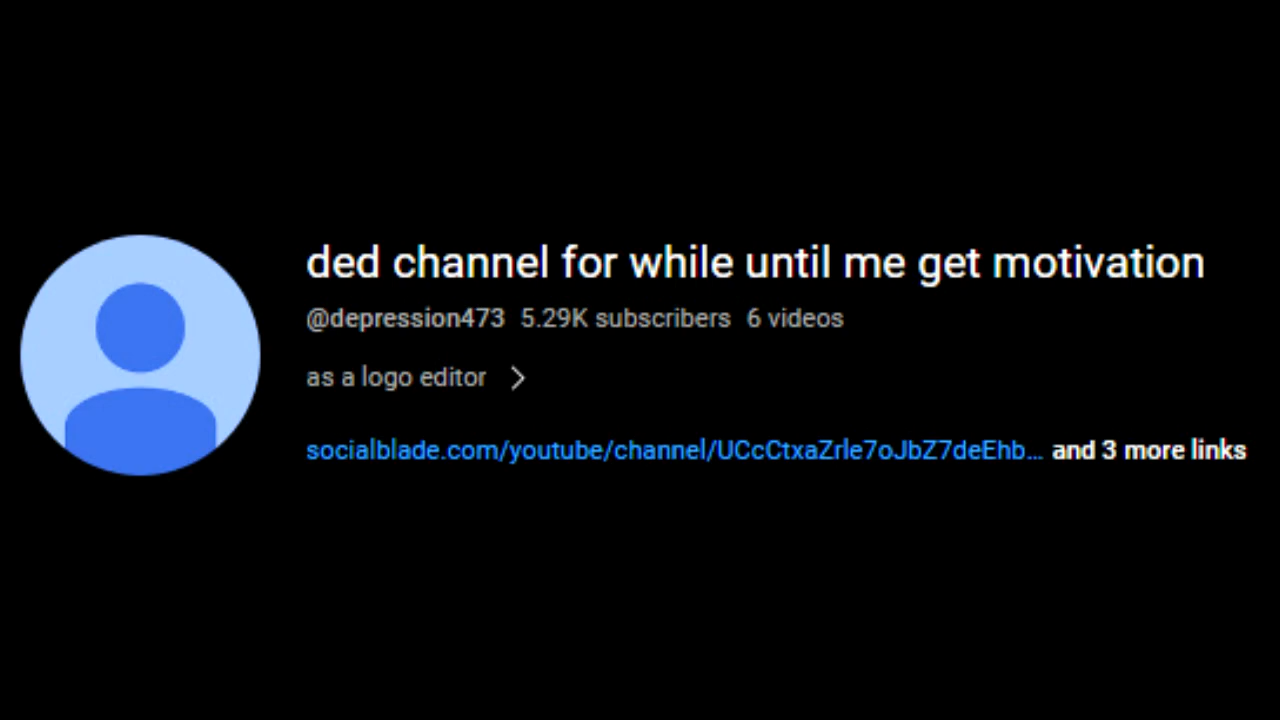 ded channel for while until me get motivation
@depression473 5.29K subscribers 6 videos
as a logo editor
socialblade.com/youtube/channel/UCcCtxaZrle7oJbZ7deEhb... and 3 more links